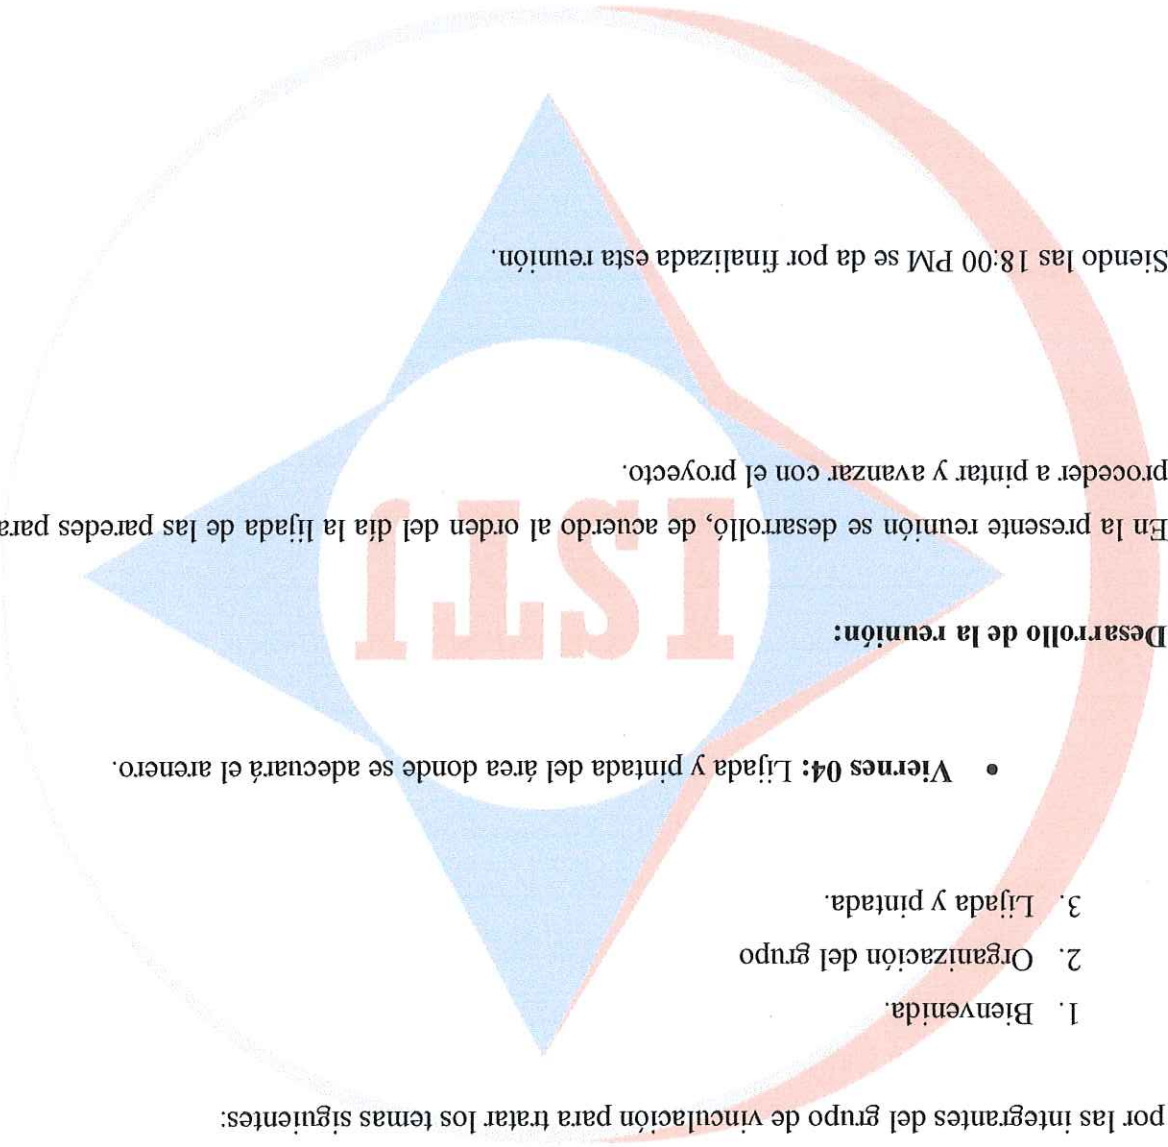 por las integrantes del grupo de vinculación para tratar los temas siguientes:
1. Bienvenida.
2. Organización del grupo
3. Lijada y pintada.
• Viernes 04: Lijada y pintada del área donde se adecuará el arenero.
Desarrollo de la reunión:
En la presente reunión se desarrolló, de acuerdo al orden del día la lijada de las paredes para
proceder a pintar y avanzar con el proyecto.
Siendo las 18:00 PM se da por finalizada esta reunión.
ISTJ